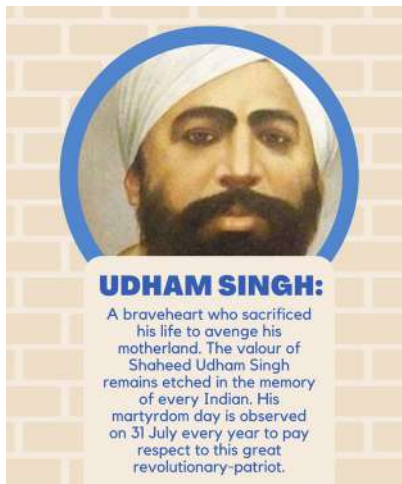 UDHAM SINGH:
A braveheart who sacrificed
his life to avenge his
motherland. The valour of
Shaheed Udham Singh
remains etched in the memory
of every Indian. His
martyrdom day is observed
on 31 July every year to pay
respect to this great
revolutionary-patriot.